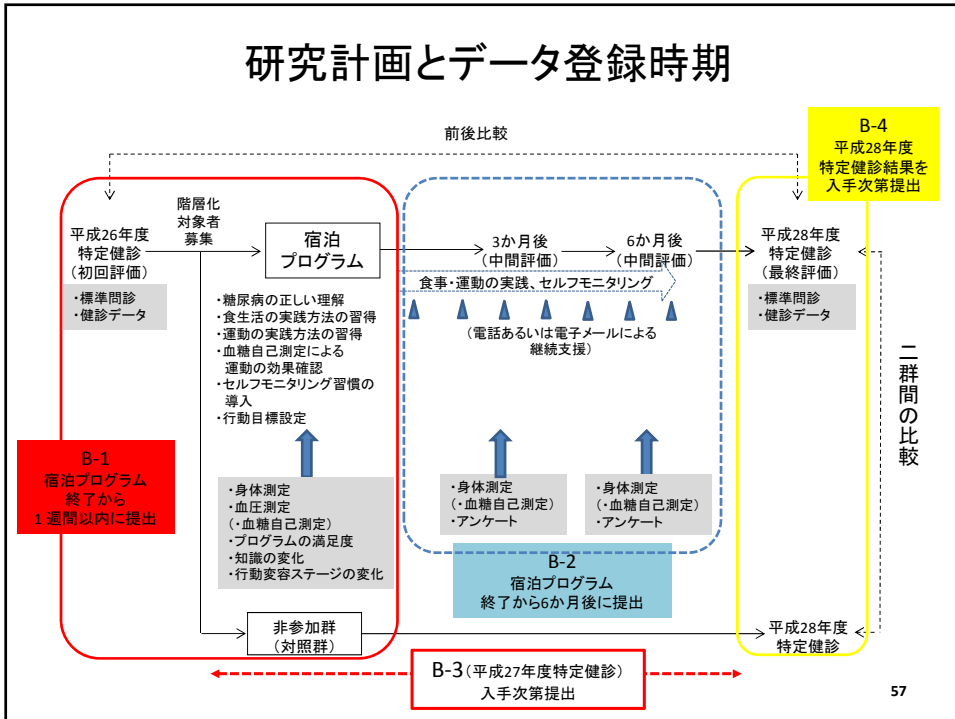 研究計画とデータ登録時期
前後比較
B-4
平成28年度
特定健診結果を
入手次第提出
階層化
対象者
募集
平成26年度
特定健診
(初回評価)
・標準問診
・健診データ
宿泊
プログラム
3か月後
(中間評価)
6か月後
(中間評価)
平成28年度
特定健診
(最終評価)
・標準問診
・健診データ
食事・運動の実践、セルフモニタリング
(電話あるいは電子メールによる
継続支援)
・糖尿病の正しい理解
・食生活の実践方法の習得
・運動の実践方法の習得
・血糖自己測定による
運動の効果確認
・セルフモニタリング習慣の
導入
・行動目標設定
二群間の比較
B-1
宿泊プログラム
終了から
1週間以内に提出
・身体測定
・血圧測定
(・血糖自己測定)
・プログラムの満足度
・知識の変化
・行動変容ステージの変化
・身体測定
(・血糖自己測定)
・アンケート
・身体測定
(・血糖自己測定)
・アンケート
B-2
宿泊プログラム
終了から6か月後に提出
非参加群
(対照群)
平成28年度
特定健診
B-3(平成27年度特定健診)
入手次第提出
57